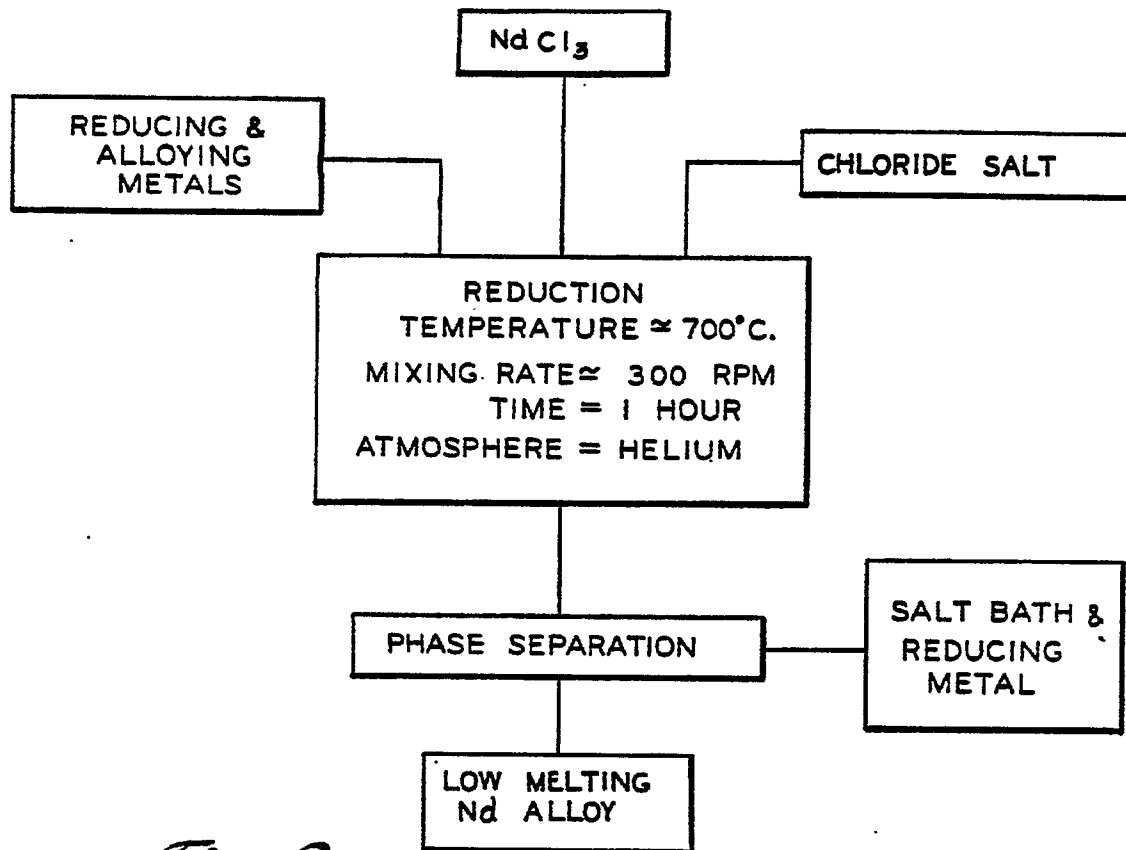 Nd Cl₃
REDUCING &
ALLOYING
METALS
CHLORIDE SALT
REDUCTION
TEMPERATURE ≃ 700°C.
MIXING RATE ≃ 300 RPM
TIME = 1 HOUR
ATMOSPHERE = HELIUM
PHASE SEPARATION
SALT BATH &
REDUCING
METAL
LOW MELTING
Nd ALLOY